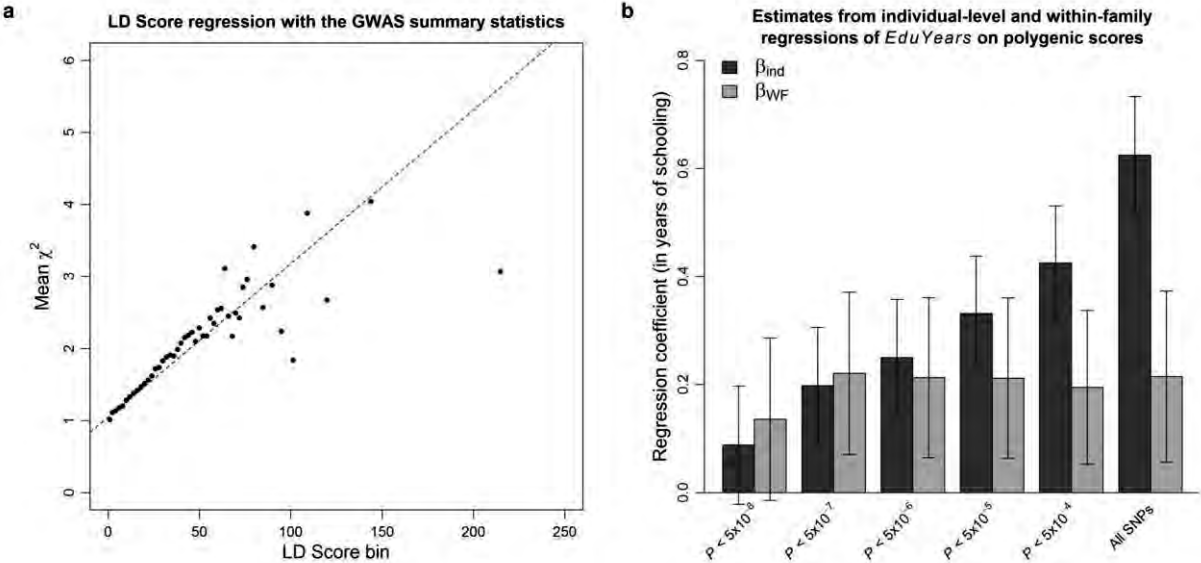 a
LD Score regression with the GWAS summary statistics
Mean χ²
6
5
4
3
2
1
0
0 50 100 150 200 250
LD Score bin
b
Estimates from individual-level and within-family
regressions of EduYears on polygenic scores
Regression coefficient (in years of schooling)
0.8
0.6
0.4
0.2
0.0
βind
βWF
P < 5x10⁻⁸
P < 5x10⁻⁷
P < 5x10⁻⁶
P < 5x10⁻⁵
P < 5x10⁻⁴
All SNPs